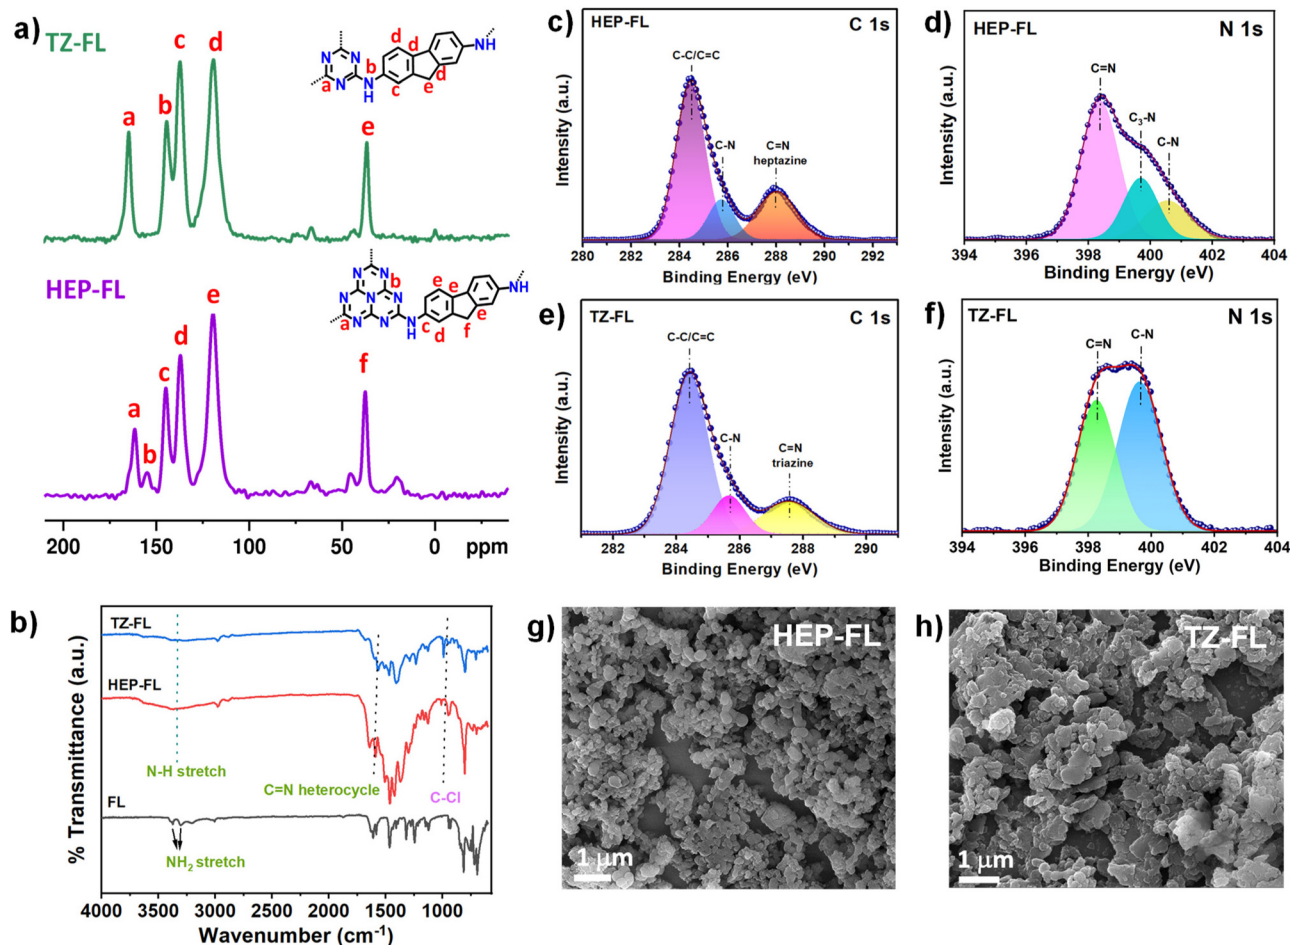 a)
TZ-FL
a
b
c
d
e
N
N
N
a
b
N
H
c
d
d
e
d
N
H
HEP-FL
a
b
c
d
e
f
N
N
N
N
N
N
N
a
b
N
H
c
d
e
e
f
e
N
H
200
150
100
50
0
ppm
b)
TZ-FL
HEP-FL
N-H stretch
C=N heterocycle
C-Cl
FL
NH₂ stretch
% Transmittance (a.u.)
4000
3500
3000
2500
2000
1500
1000
Wavenumber (cm⁻¹)
c)
HEP-FL
C 1s
C-C/C=C
C-N
C=N
heptazine
Intensity (a.u.)
280
282
284
286
288
290
292
Binding Energy (eV)
d)
HEP-FL
N 1s
C=N
C₃-N
C-N
Intensity (a.u.)
394
396
398
400
402
404
Binding Energy (eV)
e)
TZ-FL
C 1s
C-C/C=C
C-N
C=N
triazine
Intensity (a.u.)
282
284
286
288
290
Binding Energy (eV)
f)
TZ-FL
N 1s
C=N
C-N
Intensity (a.u.)
394
396
398
400
402
404
Binding Energy (eV)
g)
HEP-FL
1 μm
h)
TZ-FL
1 μm